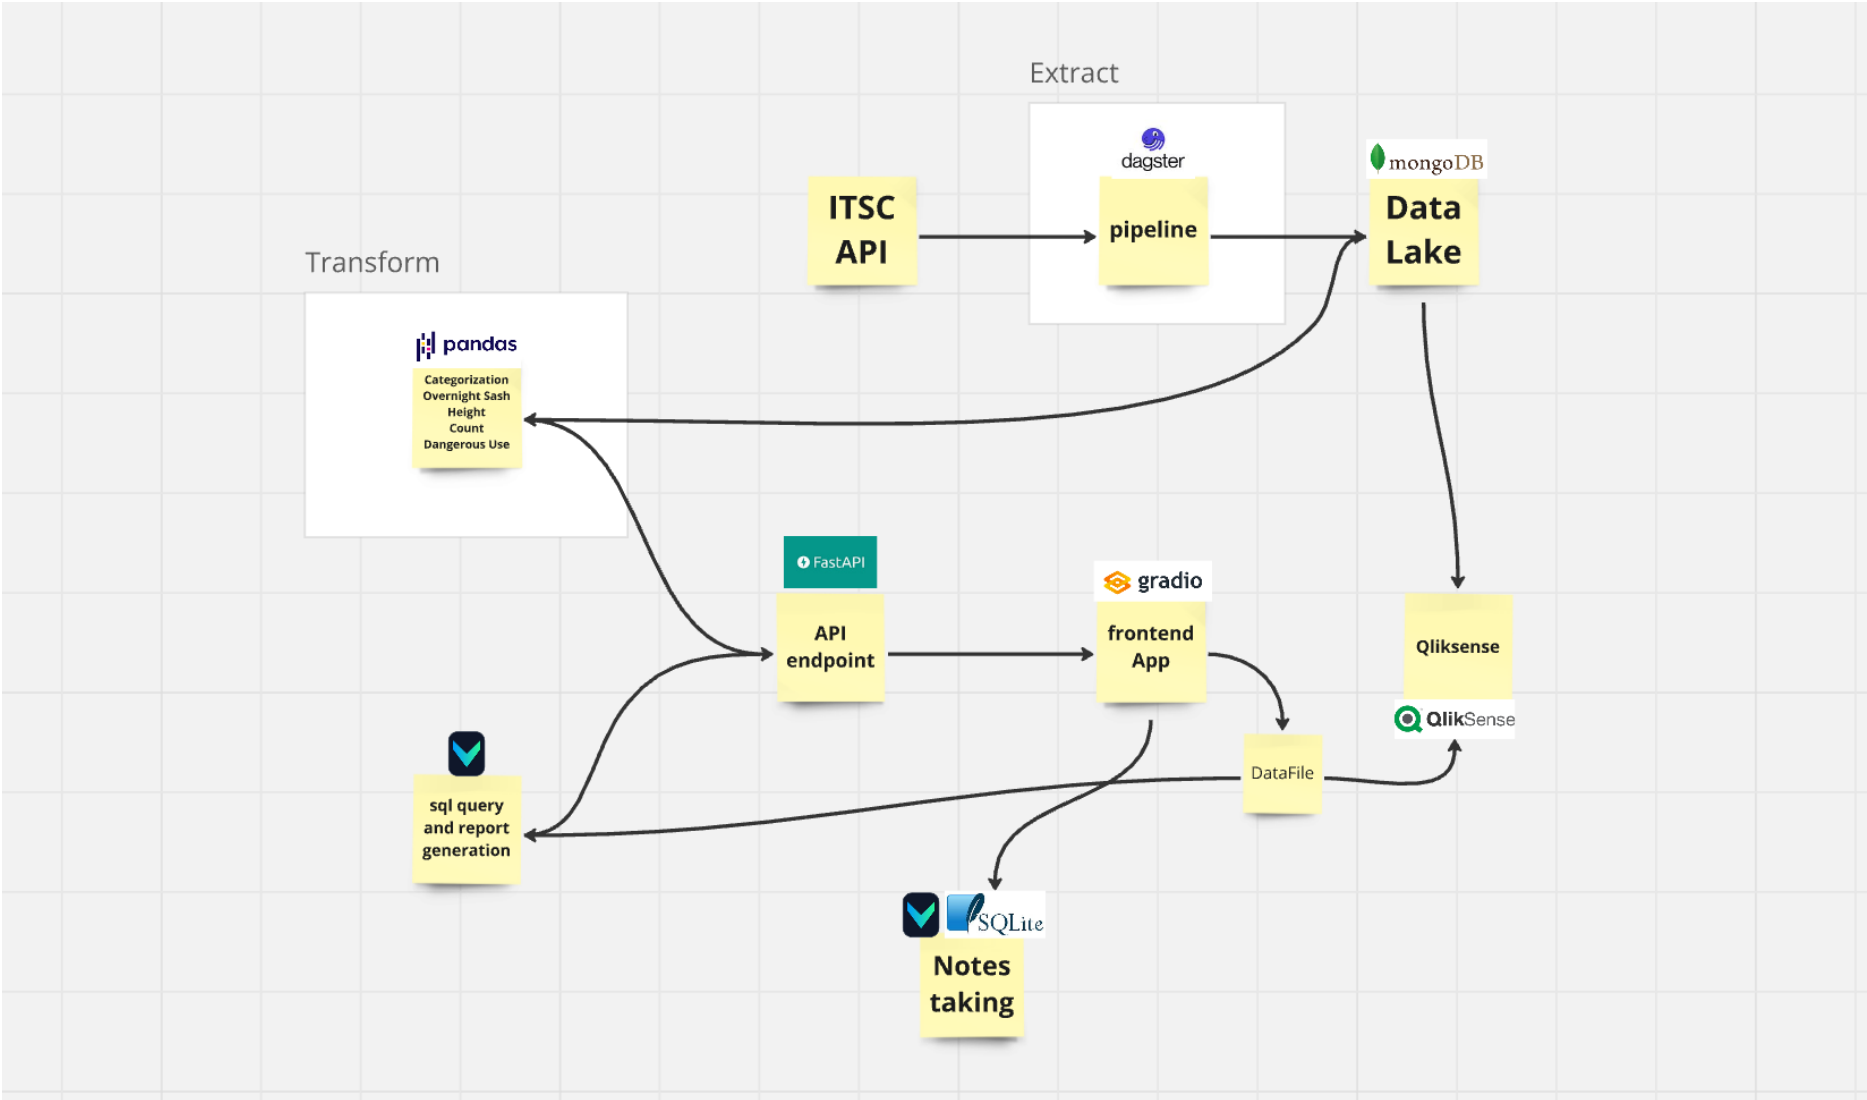 Extract
dagster
mongoDB
ITSC
API
pipeline
Data
Lake
Transform
pandas
Categorization
Overnight Sash
Height
Count
Dangerous Use
FastAPI
gradio
API
endpoint
frontend
App
Qliksense
QlikSense
DataFile
sql query
and report
generation
SQLite
Notes
taking